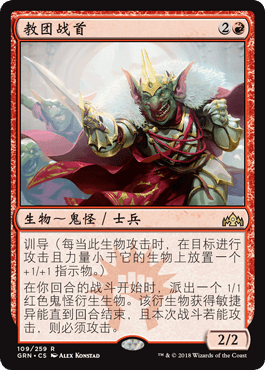 教团战首 2
生物～鬼怪／士兵
训导（每当此生物攻击时，在目标进行
攻击且力量小于它的生物上放置一个
+1/+1指示物。）
在你回合的战斗开始时，派出一个1/1
红色鬼怪衍生生物。该衍生生物获得敏捷
异能直到回合结束，且本次战斗若能攻
击，则必须攻击。
2/2
109/259 R
GRN • CS ALEX KONSTAD
™ & © 2018 Wizards of the Coast